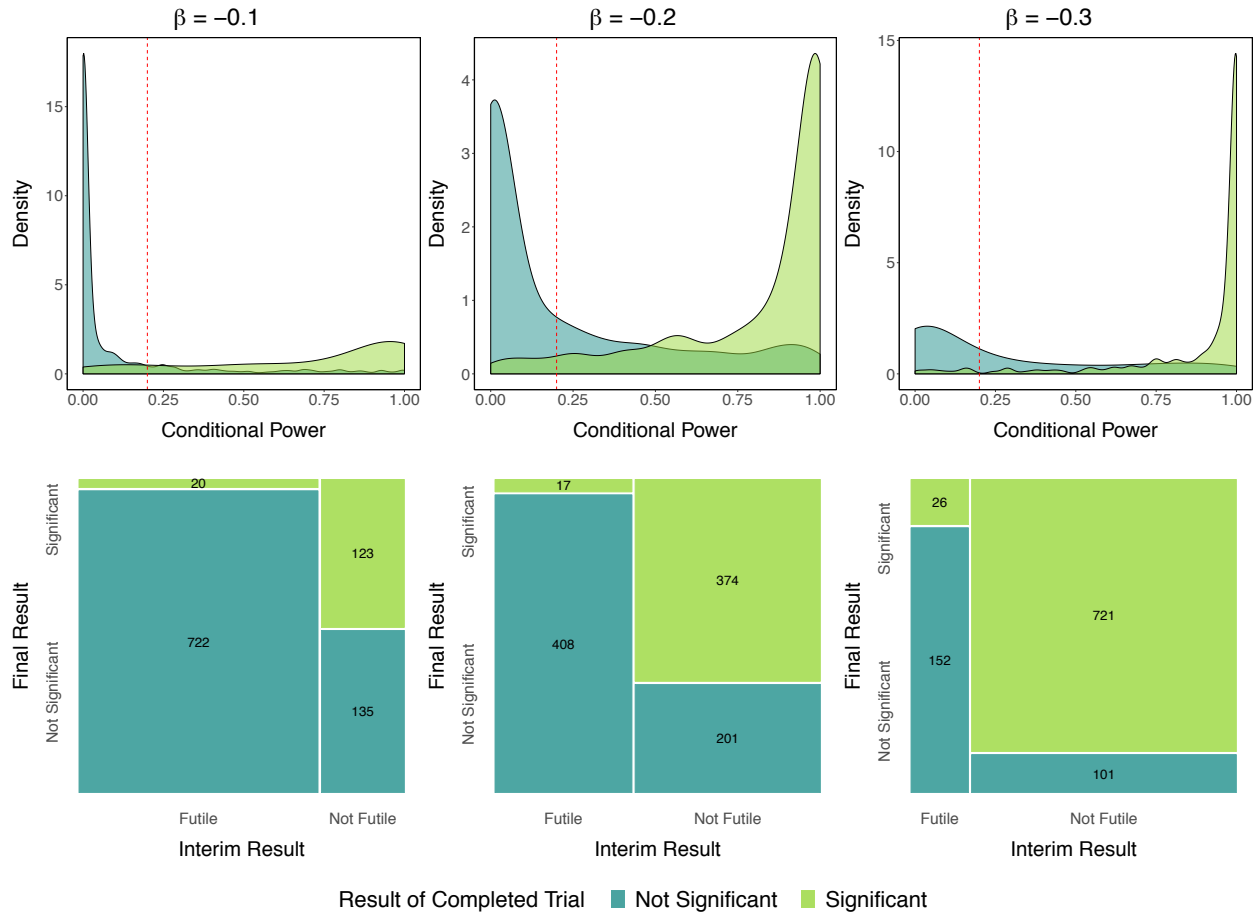 β = −0.1
β = −0.2
β = −0.3
Density
15
10
5
0
0.00 0.25 0.50 0.75 1.00
Conditional Power
Density
4
3
2
1
0
0.00 0.25 0.50 0.75 1.00
Conditional Power
Density
15
10
5
0
0.00 0.25 0.50 0.75 1.00
Conditional Power
Final Result
Significant
Not Significant
20
123
722
135
Futile Not Futile
Interim Result
Final Result
Significant
Not Significant
17
374
408
201
Futile Not Futile
Interim Result
Final Result
Significant
Not Significant
26
721
152
101
Futile Not Futile
Interim Result
Result of Completed Trial Not Significant Significant